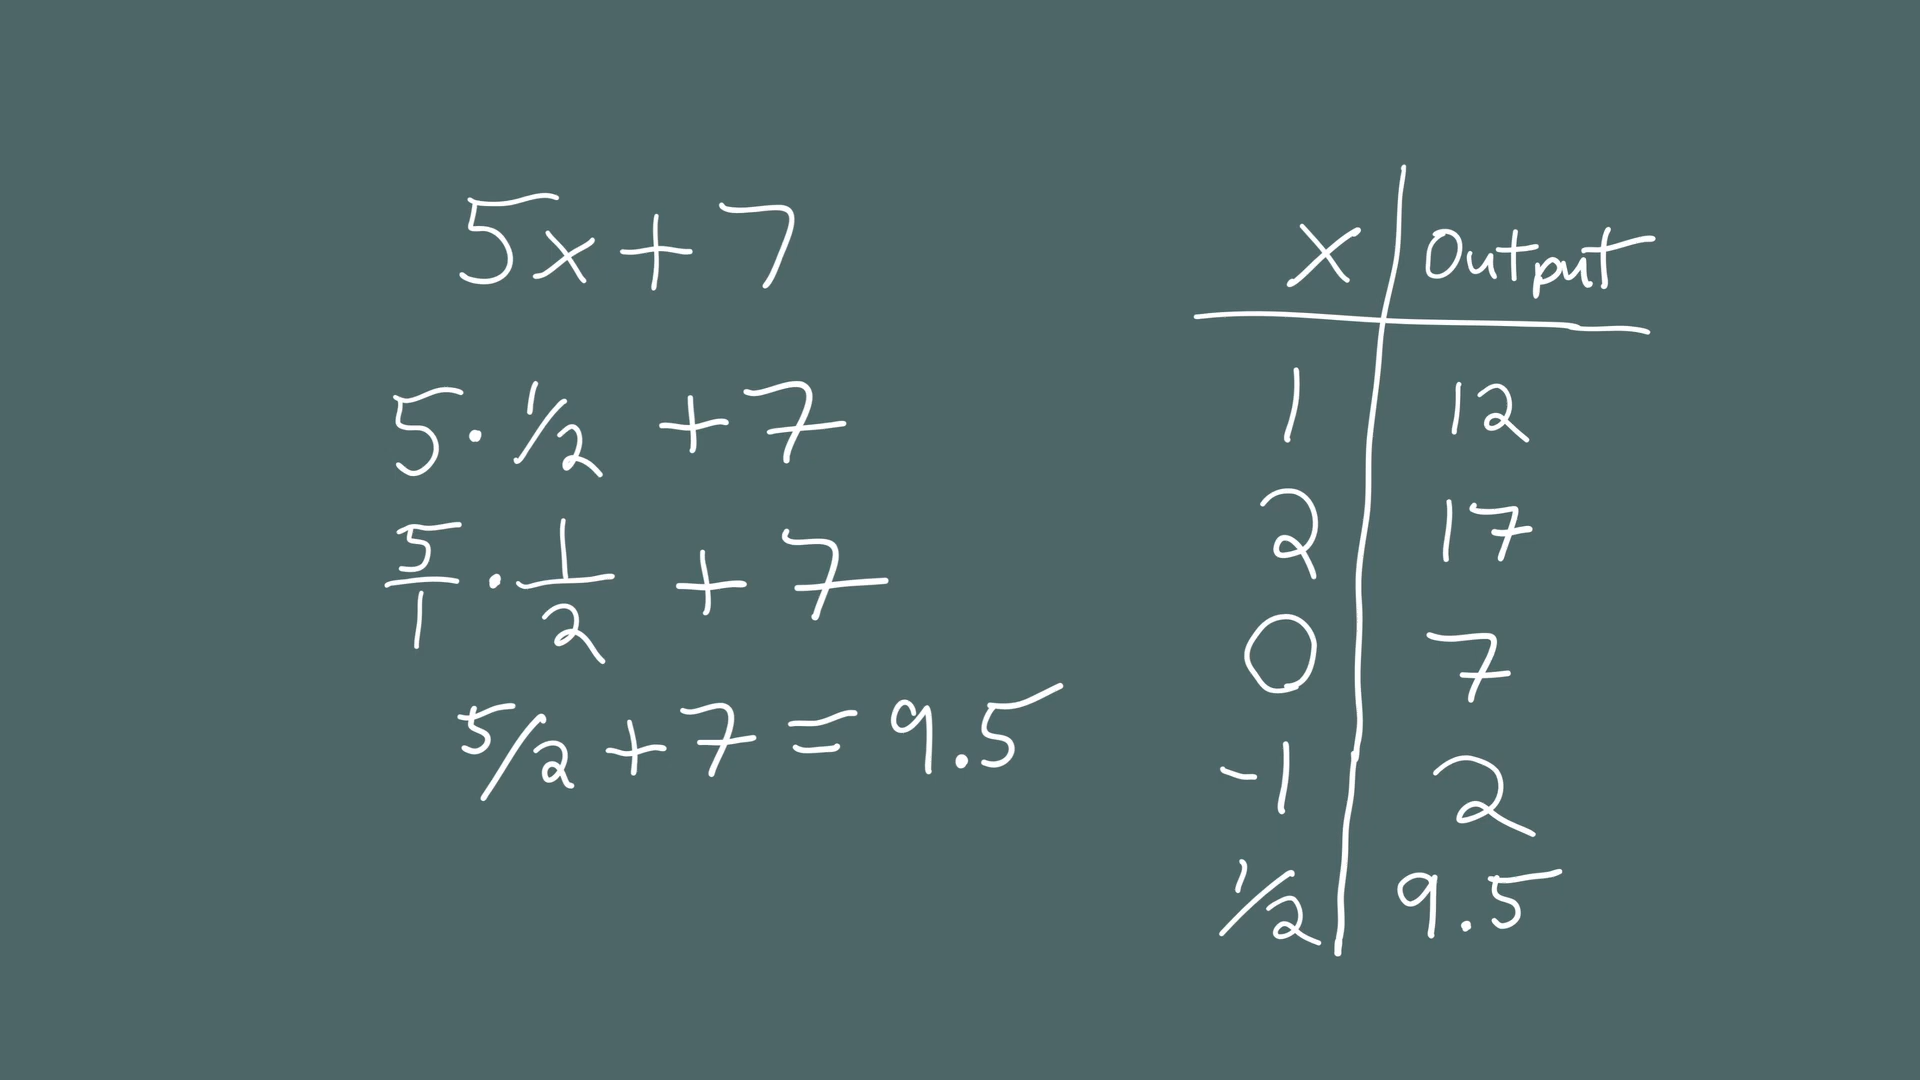 5x + 7
5 · 1/2 + 7
5/1 · 1/2 + 7
5/2 + 7 = 9.5
x Output
1 12
2 17
0 7
-1 2
1/2 9.5